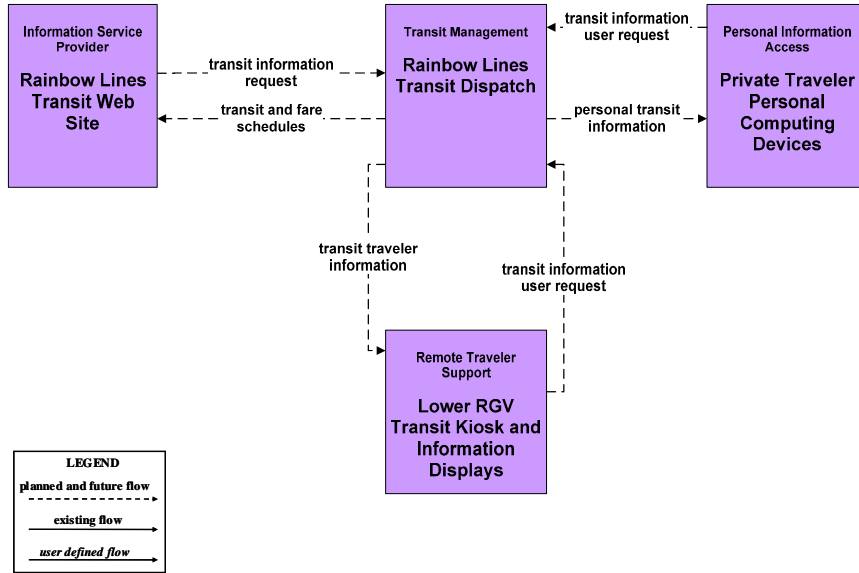 Information Service
Provider
Rainbow Lines
Transit Web
Site
transit information
request
transit and fare
schedules
Transit Management
Rainbow Lines
Transit Dispatch
transit information
user request
personal transit
information
Personal Information
Access
Private Traveler
Personal
Computing
Devices
transit traveler
information
transit information
user request
Remote Traveler
Support
Lower RGV
Transit Kiosk and
Information
Displays
LEGEND
planned and future flow
existing flow
user defined flow